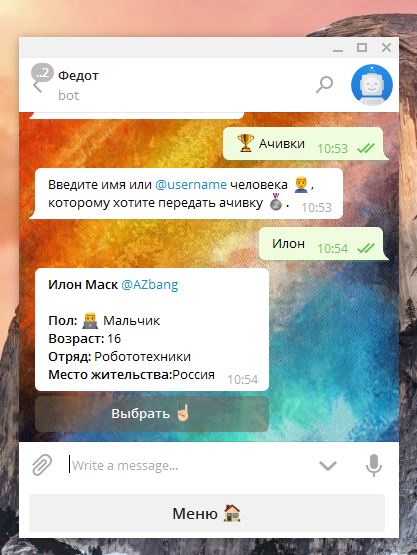 ..2
Федот
bot
🏆 Ачивки 10:53
Введите имя или @username человека 🤦‍♂️,
которому хотите передать ачивку 🥈. 10:53
Илон 10:54
Илон Маск @AZbang
Пол: 👨‍💻 Мальчик
Возраст: 16
Отряд: Робототехники
Место жительства:Россия 10:54
Выбрать ☝🏻
Write a message...
Меню 🏠